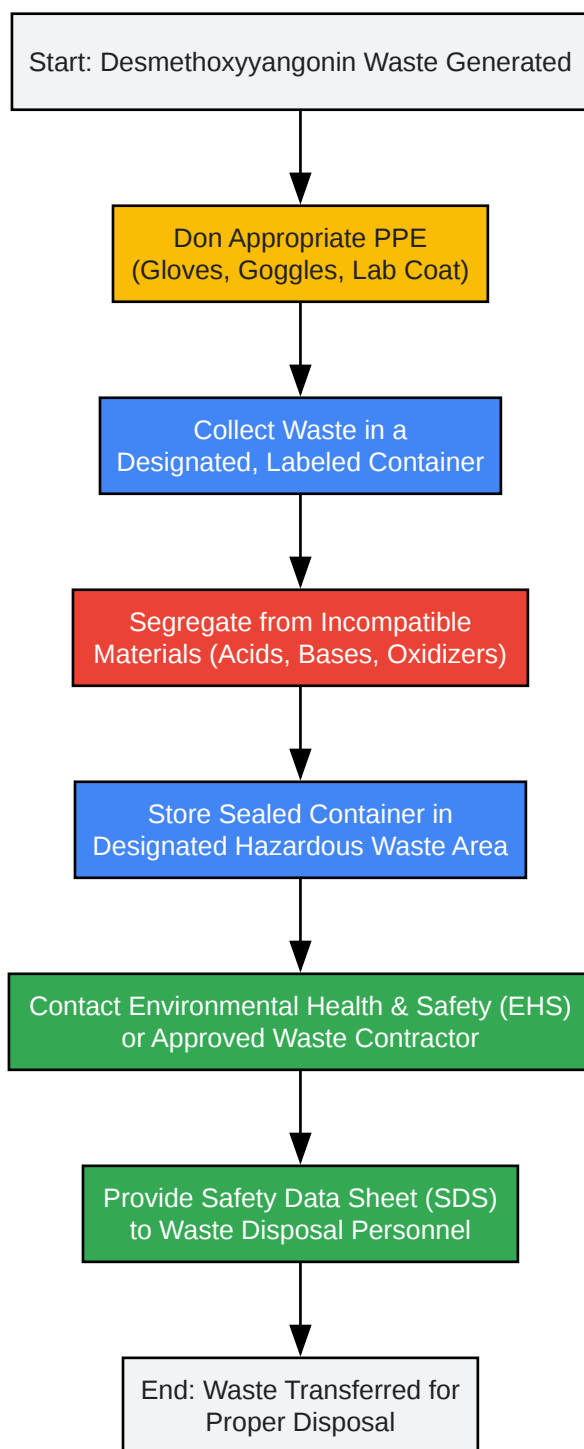 Start: Desmethoxyyangonin Waste Generated
Don Appropriate PPE
(Gloves, Goggles, Lab Coat)
Collect Waste in a
Designated, Labeled Container
Segregate from Incompatible
Materials (Acids, Bases, Oxidizers)
Store Sealed Container in
Designated Hazardous Waste Area
Contact Environmental Health & Safety (EHS)
or Approved Waste Contractor
Provide Safety Data Sheet (SDS)
to Waste Disposal Personnel
End: Waste Transferred for
Proper Disposal